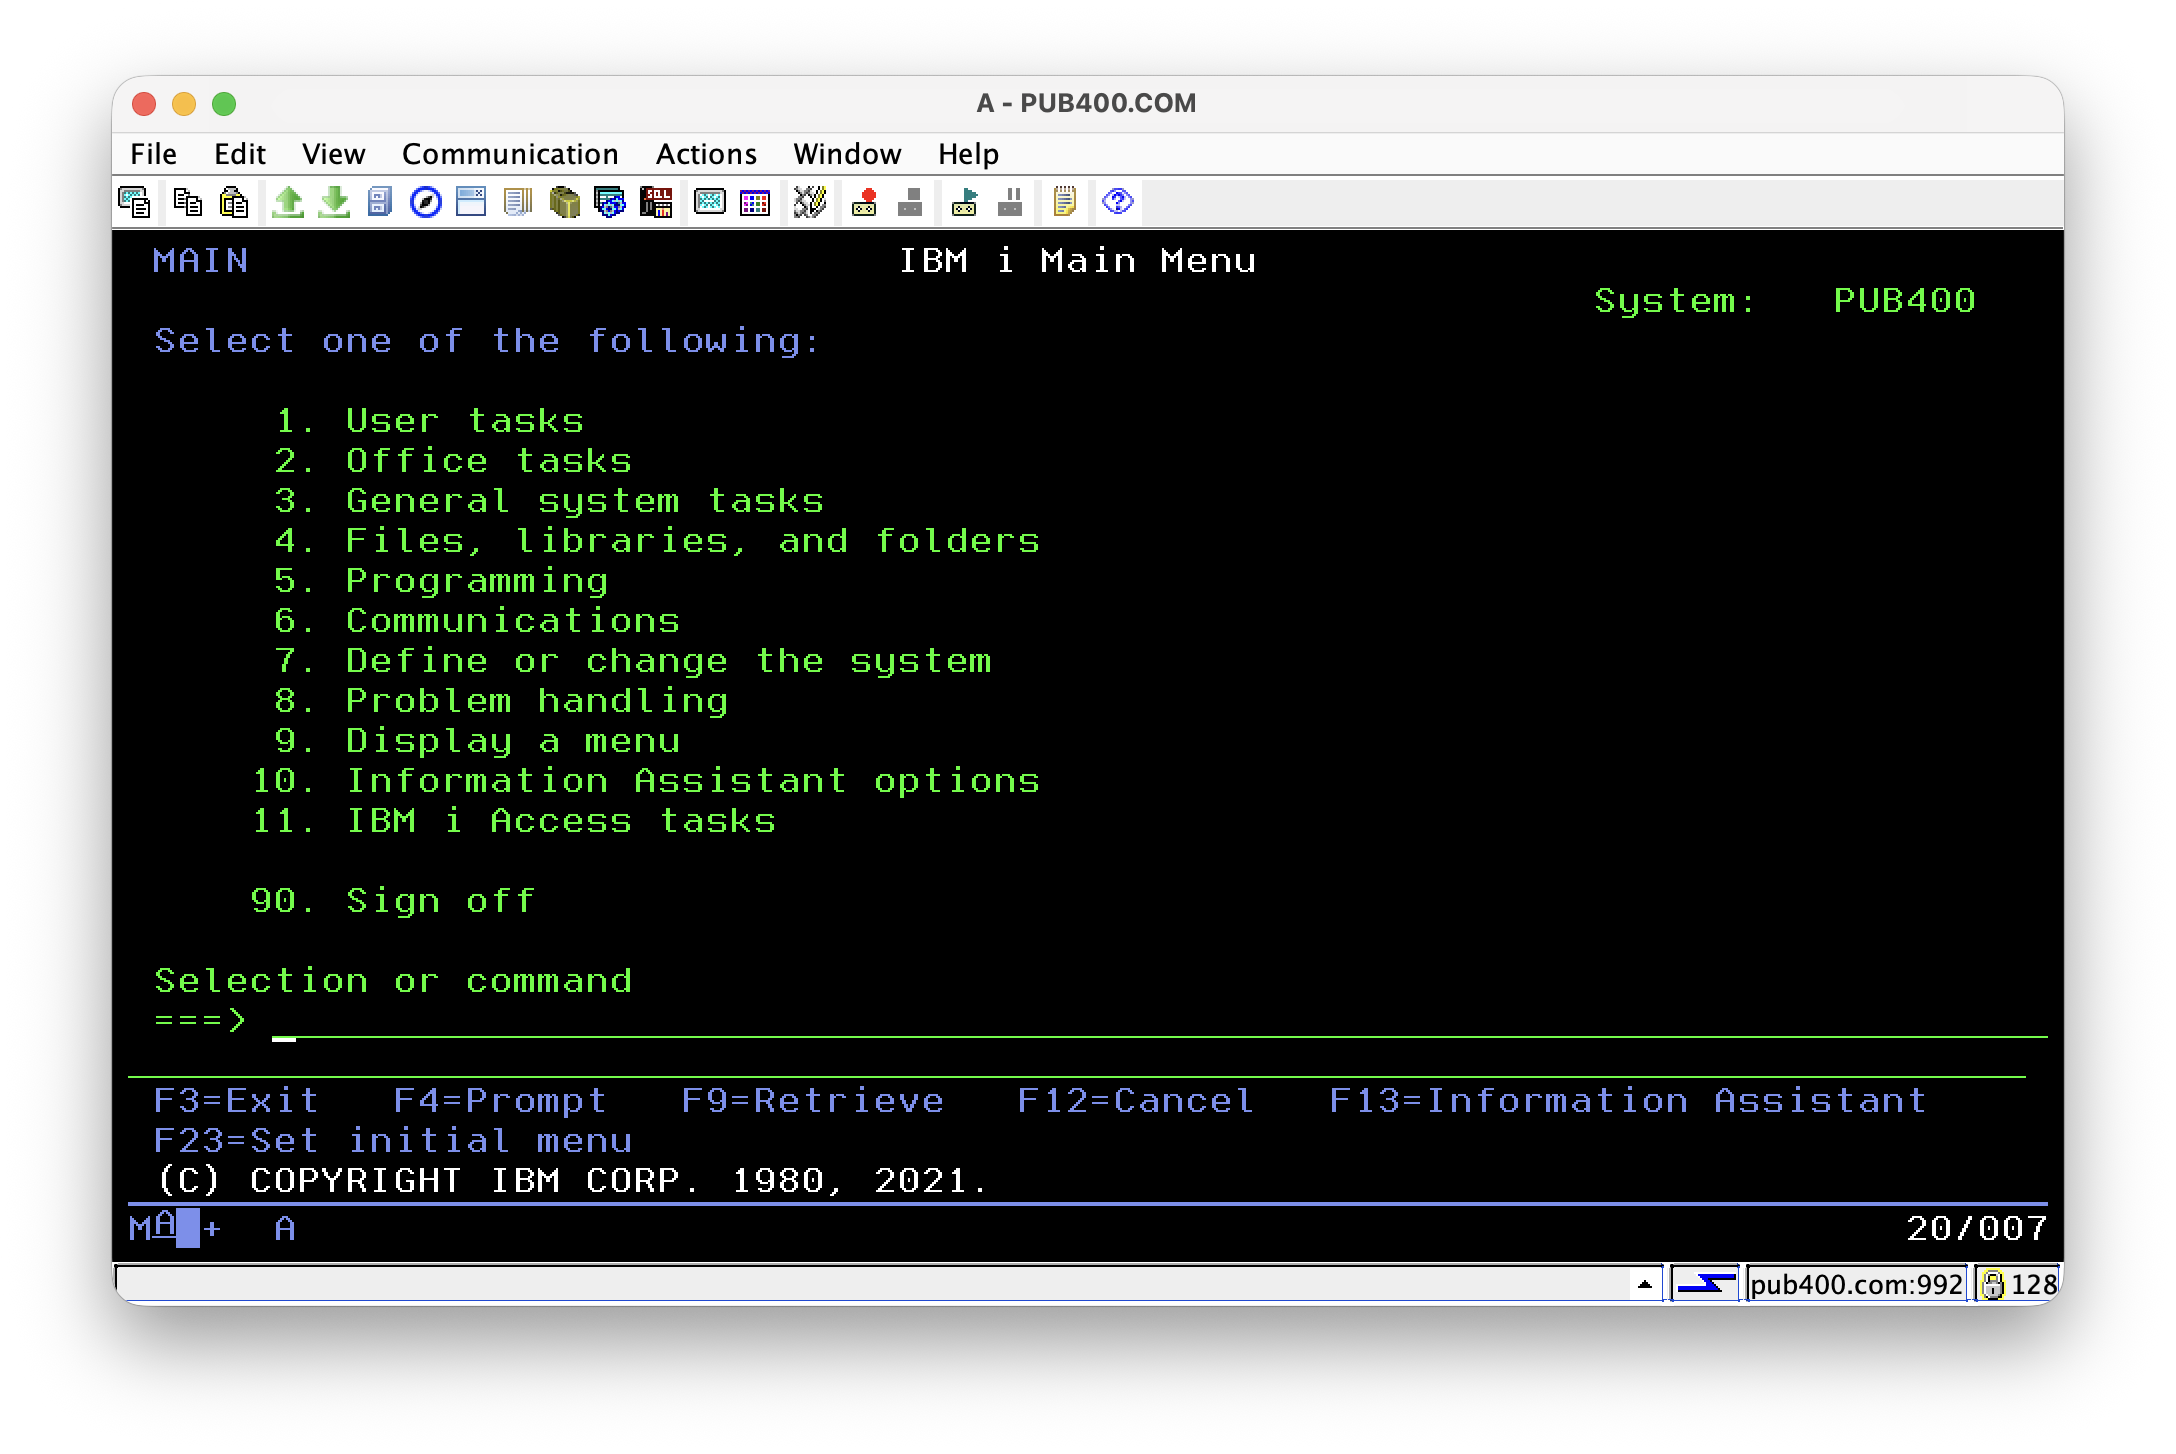 A - PUB400.COM
File Edit View Communication Actions Window Help
MAIN IBM i Main Menu
System: PUB400
Select one of the following:
1. User tasks
2. Office tasks
3. General system tasks
4. Files, libraries, and folders
5. Programming
6. Communications
7. Define or change the system
8. Problem handling
9. Display a menu
10. Information Assistant options
11. IBM i Access tasks
90. Sign off
Selection or command
===>
F3=Exit F4=Prompt F9=Retrieve F12=Cancel F13=Information Assistant
F23=Set initial menu
(C) COPYRIGHT IBM CORP. 1980, 2021.
MA + A 20/007
pub400.com:992 128